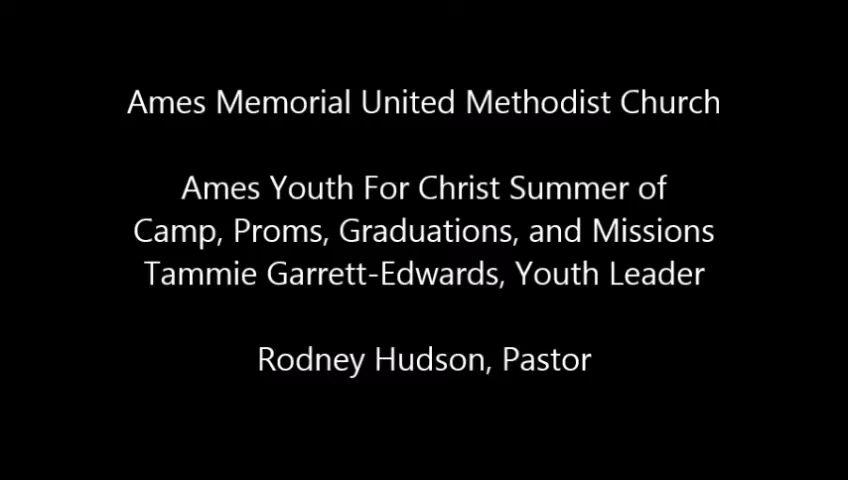 Ames Memorial United Methodist Church
Ames Youth For Christ Summer of
Camp, Proms, Graduations, and Missions
Tammie Garrett-Edwards, Youth Leader
Rodney Hudson, Pastor